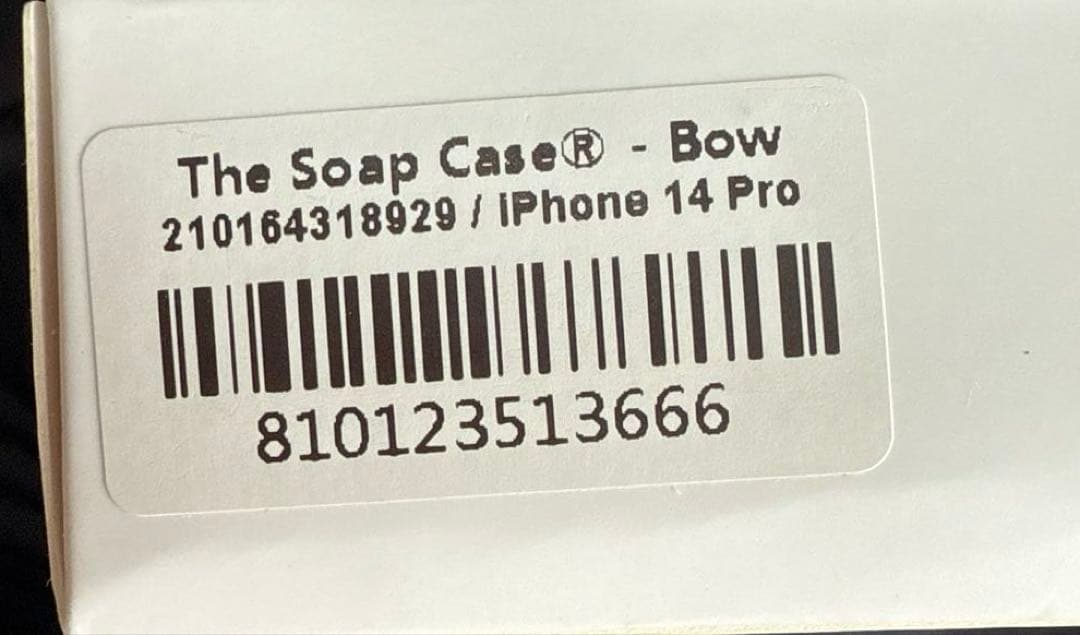 The Soap Case® - Bow
210164318929 / iPhone 14 Pro
810123513666